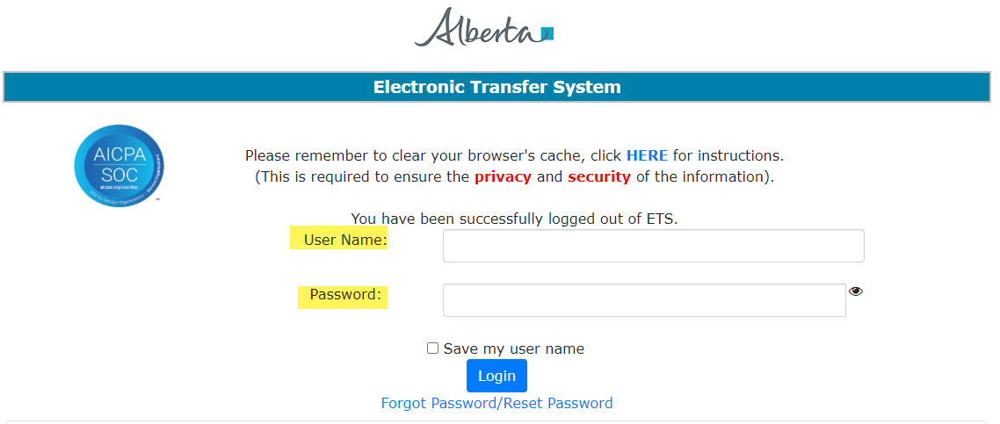 Alberta
Electronic Transfer System
AICPA
SOC
aicpa.org/soc4so
Please remember to clear your browser's cache, click HERE for instructions.
(This is required to ensure the privacy and security of the information).
You have been successfully logged out of ETS.
User Name:
Password:
Save my user name
Login
Forgot Password/Reset Password